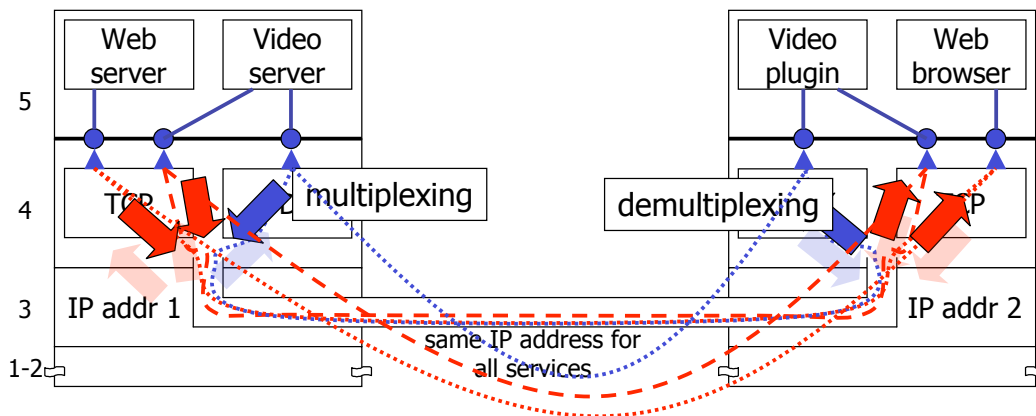 Web
server
Video
server
Video
plugin
Web
browser
5
4
TCP
multiplexing
demultiplexing
3
IP addr 1
IP addr 2
same IP address for
all services
1-2